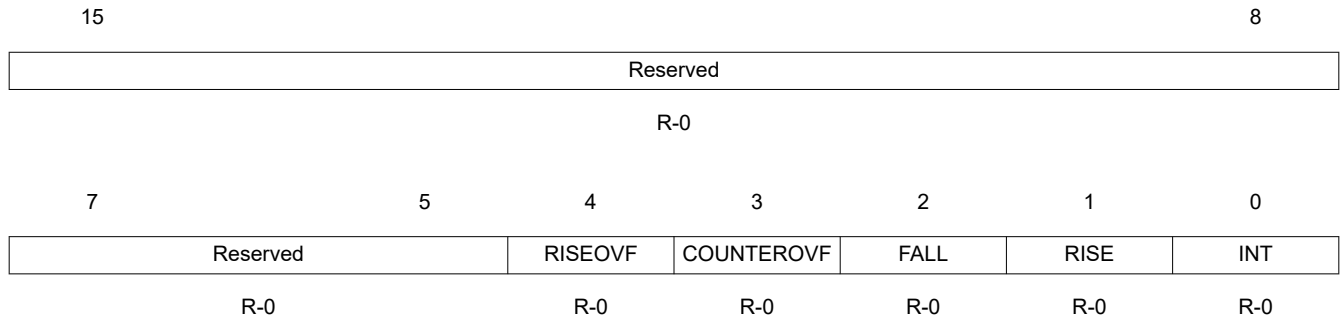 15 8
Reserved
R-0
7 5 4 3 2 1 0
Reserved RISEOVF COUNTEROVF FALL RISE INT
R-0 R-0 R-0 R-0 R-0 R-0